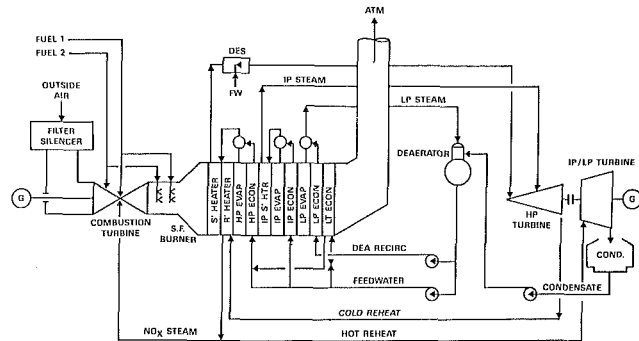 ATM
FUEL 1
FUEL 2
DES
FW
IP STEAM
LP STEAM
OUTSIDE
AIR
FILTER
SILENCER
DEAERATOR
IP/LP TURBINE
G
COMBUSTION
TURBINE
S.F.
BURNER
S' HEATER
R' HEATER
HP EVAP
HP ECON
IP S' HTR
IP EVAP
IP ECON
LP EVAP
LP ECON
LT ECON
HP
TURBINE
G
COND.
DEA RECIRC
FEEDWATER
CONDENSATE
COLD REHEAT
NOX STEAM
HOT REHEAT